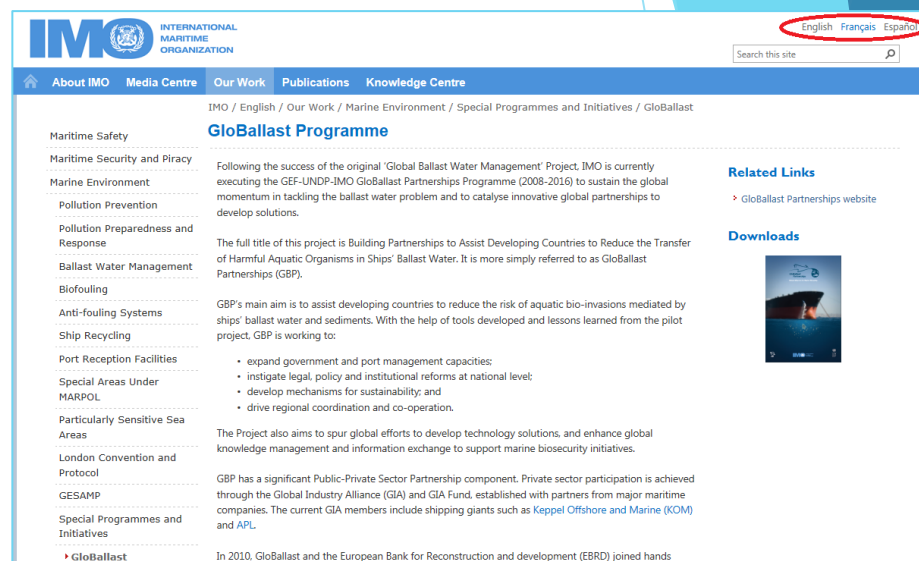 IMO
INTERNATIONAL
MARITIME
ORGANIZATION
English Français Español
Search this site
About IMO Media Centre Our Work Publications Knowledge Centre
IMO / English / Our Work / Marine Environment / Special Programmes and Initiatives / GloBallast
Maritime Safety
Maritime Security and Piracy
Marine Environment
Pollution Prevention
Pollution Preparedness and
Response
Ballast Water Management
Biofouling
Anti-fouling Systems
Ship Recycling
Port Reception Facilities
Special Areas Under
MARPOL
Particularly Sensitive Sea
Areas
London Convention and
Protocol
GESAMP
Special Programmes and
Initiatives
GloBallast
GloBallast Programme
Following the success of the original 'Global Ballast Water Management' Project, IMO is currently
executing the GEF-UNDP-IMO GloBallast Partnerships Programme (2008-2016) to sustain the global
momentum in tackling the ballast water problem and to catalyse innovative global partnerships to
develop solutions.
The full title of this project is Building Partnerships to Assist Developing Countries to Reduce the Transfer
of Harmful Aquatic Organisms in Ships' Ballast Water. It is more simply referred to as GloBallast
Partnerships (GBP).
GBP's main aim is to assist developing countries to reduce the risk of aquatic bio-invasions mediated by
ships' ballast water and sediments. With the help of tools developed and lessons learned from the pilot
project, GBP is working to:
• expand government and port management capacities;
• instigate legal, policy and institutional reforms at national level;
• develop mechanisms for sustainability; and
• drive regional coordination and co-operation.
The Project also aims to spur global efforts to develop technology solutions, and enhance global
knowledge management and information exchange to support marine biosecurity initiatives.
GBP has a significant Public-Private Sector Partnership component. Private sector participation is achieved
through the Global Industry Alliance (GIA) and GIA Fund, established with partners from major maritime
companies. The current GIA members include shipping giants such as Keppel Offshore and Marine (KOM)
and APL.
In 2010, GloBallast and the European Bank for Reconstruction and development (EBRD) joined hands
Related Links
GloBallast Partnerships website
Downloads